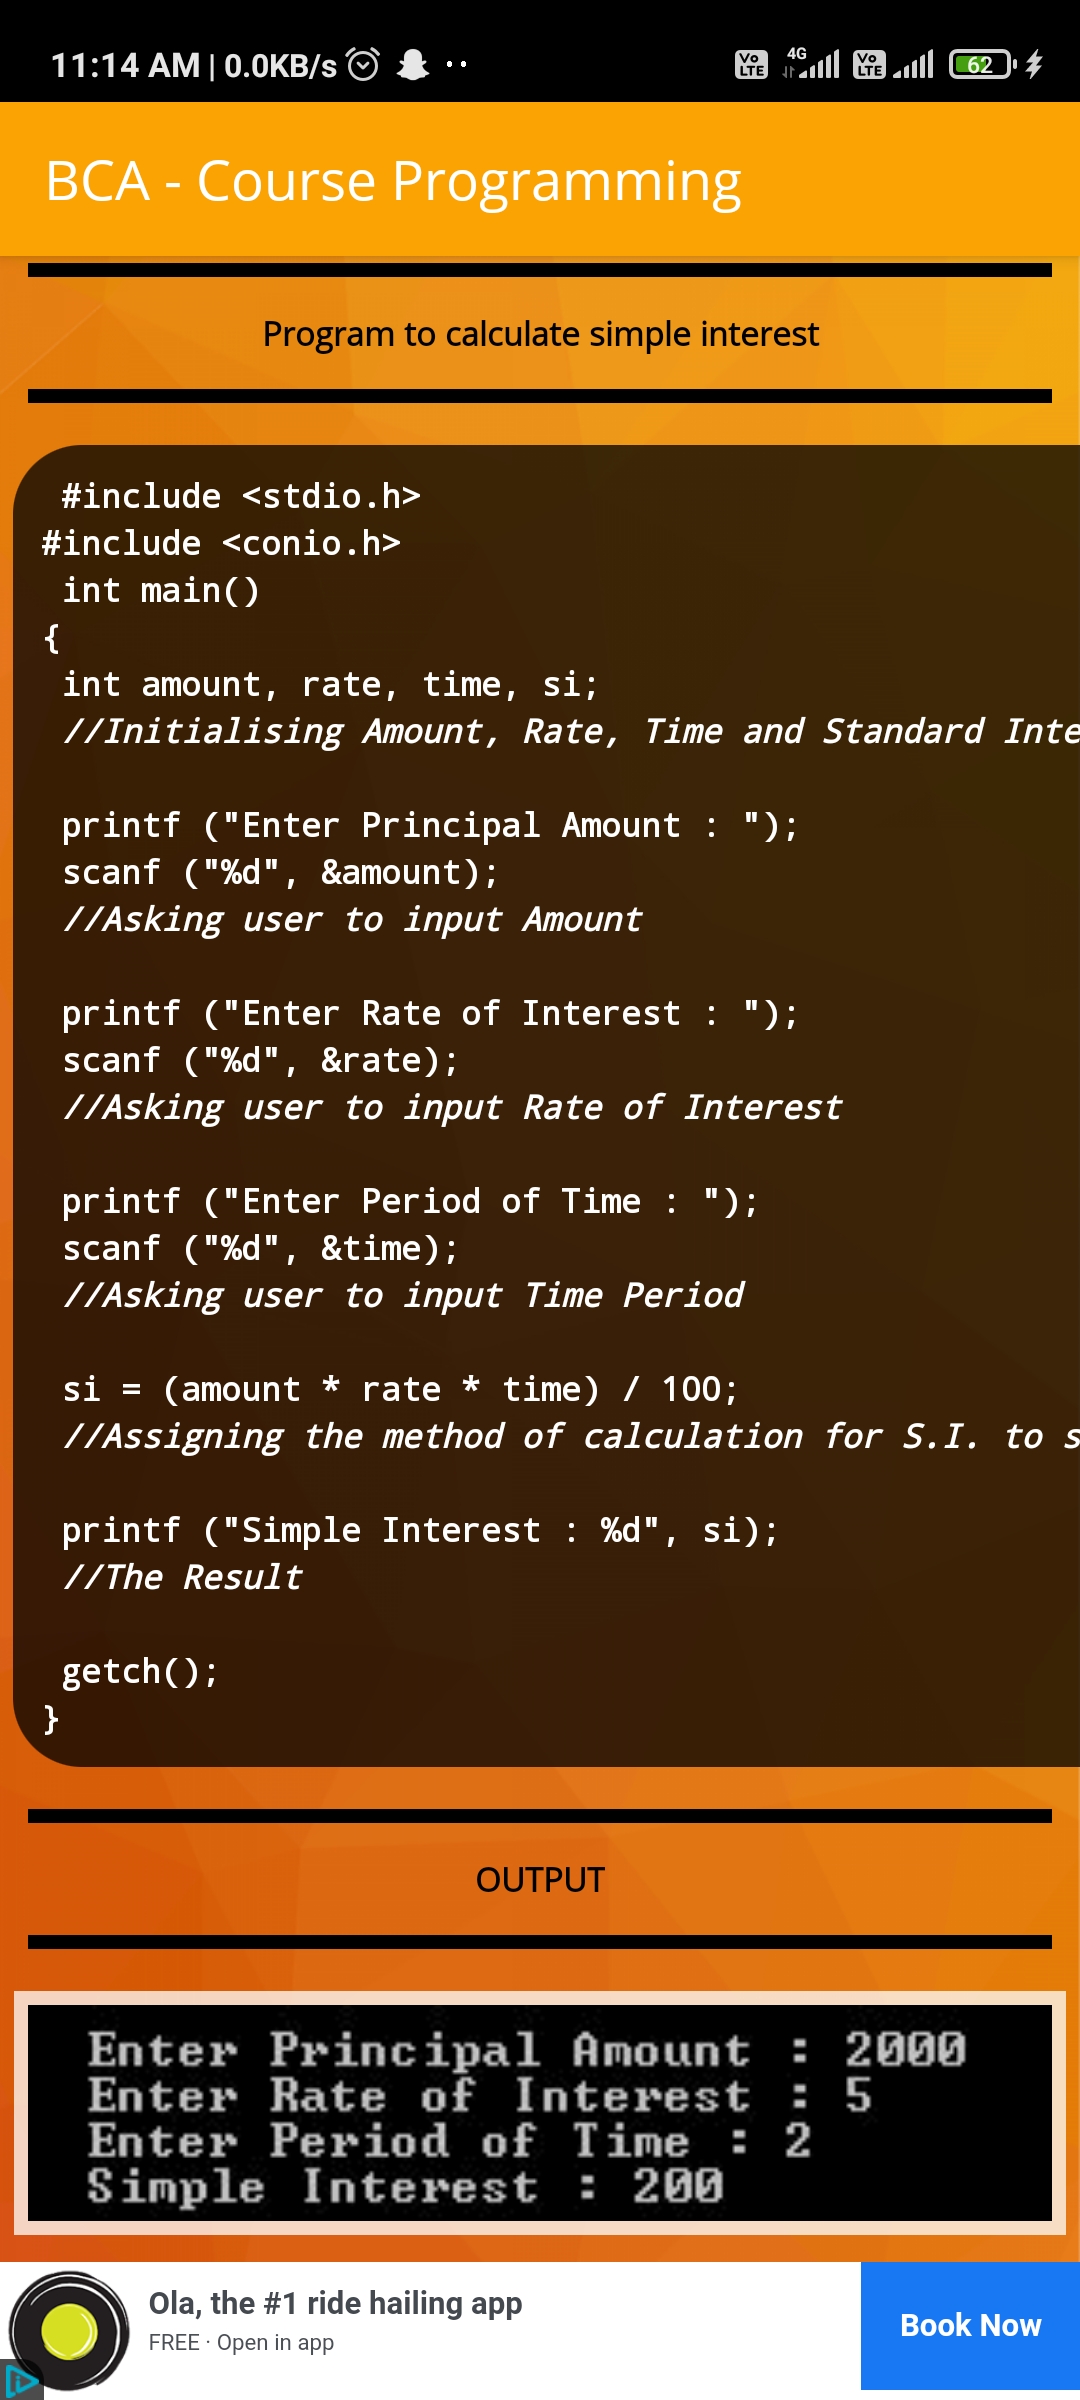 11:14 AM | 0.0KB/s
Vo LTE 4G Vo LTE 62
BCA - Course Programming
Program to calculate simple interest
#include <stdio.h>
#include <conio.h>
int main()
{
int amount, rate, time, si;
//Initialising Amount, Rate, Time and Standard Inte
printf ("Enter Principal Amount : ");
scanf ("%d", &amount);
//Asking user to input Amount
printf ("Enter Rate of Interest : ");
scanf ("%d", &rate);
//Asking user to input Rate of Interest
printf ("Enter Period of Time : ");
scanf ("%d", &time);
//Asking user to input Time Period
si = (amount * rate * time) / 100;
//Assigning the method of calculation for S.I. to s
printf ("Simple Interest : %d", si);
//The Result
getch();
}
OUTPUT
Enter Principal Amount : 2000
Enter Rate of Interest : 5
Enter Period of Time : 2
Simple Interest : 200
Ola, the #1 ride hailing app
FREE · Open in app
Book Now